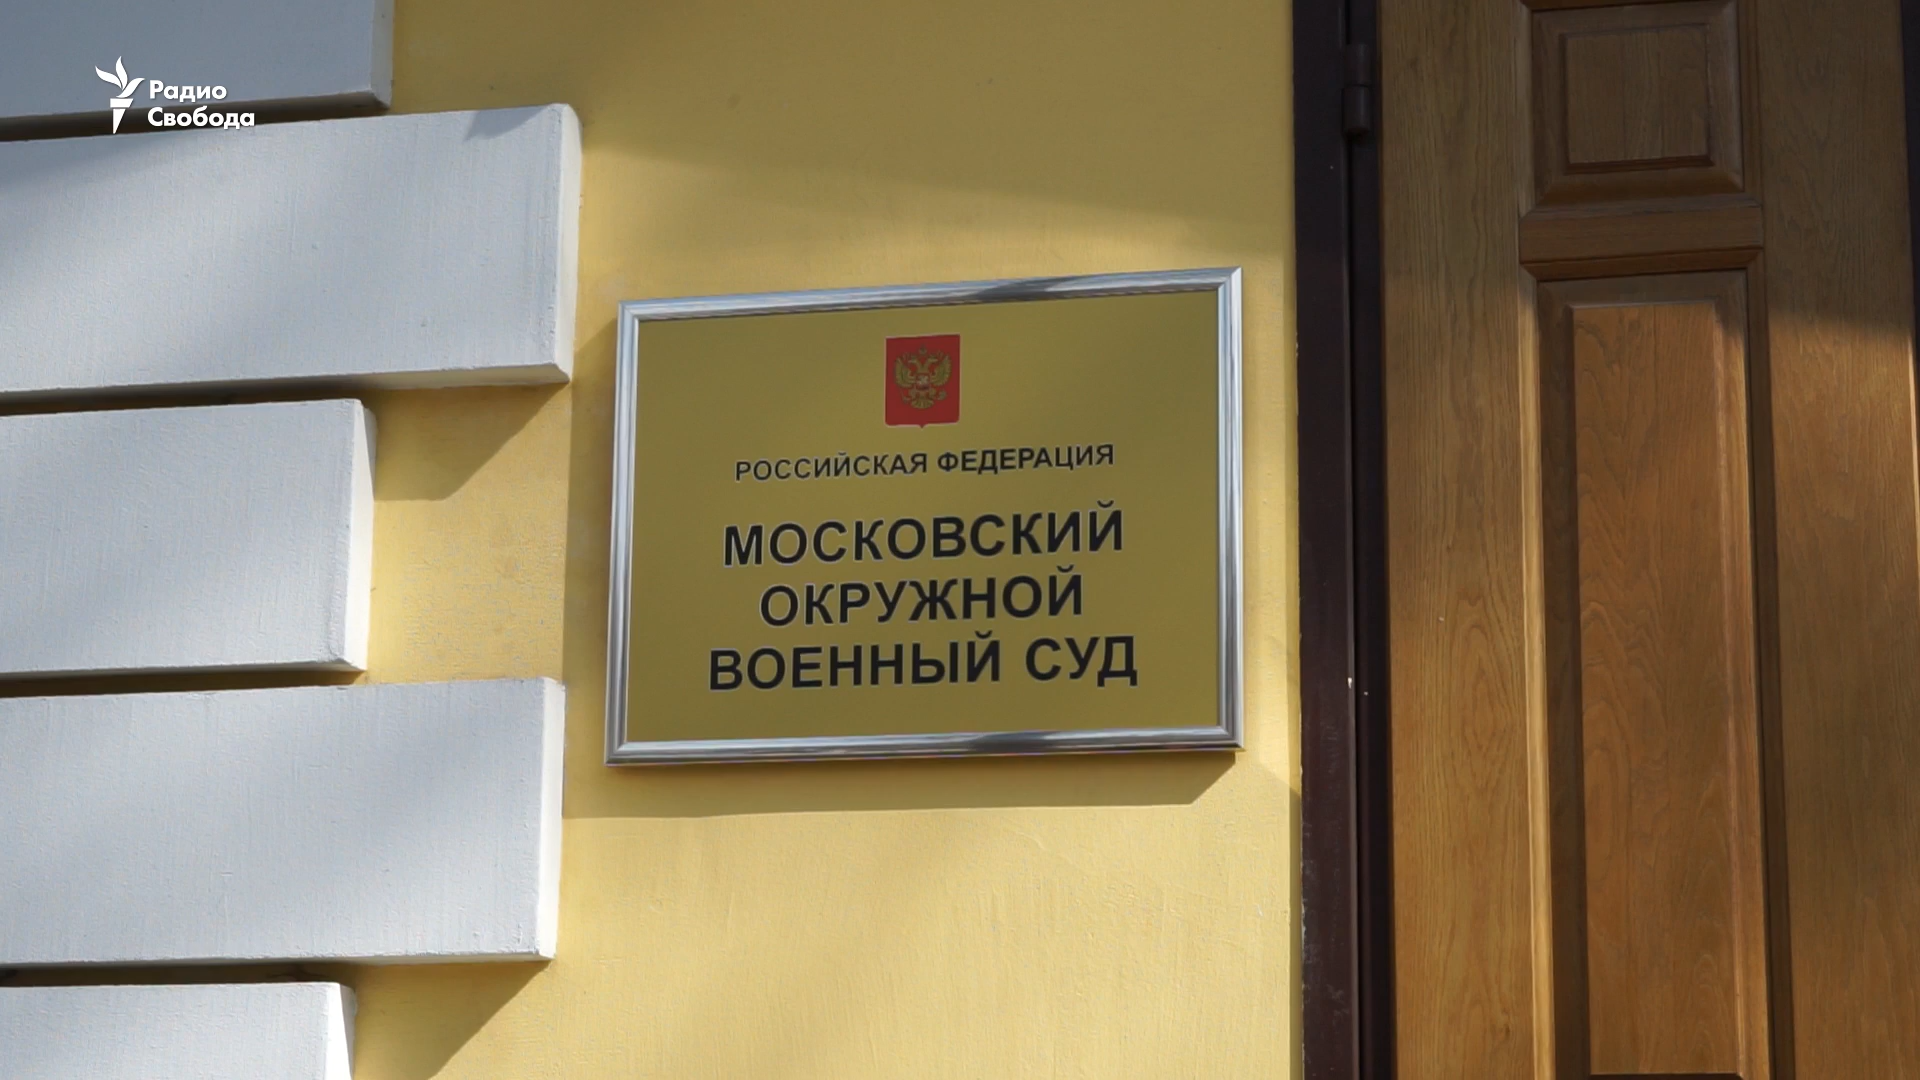 Радио
Свобода
РОССИЙСКАЯ ФЕДЕРАЦИЯ
МОСКОВСКИЙ
ОКРУЖНОЙ
ВОЕННЫЙ СУД